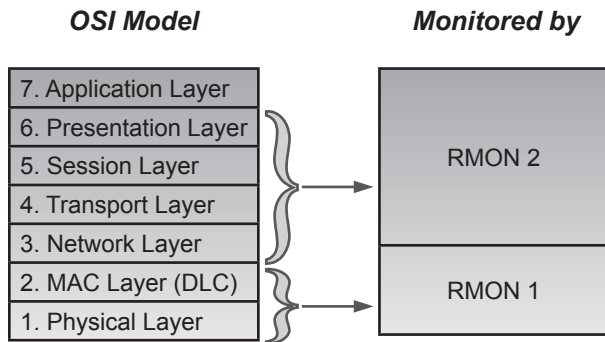 OSI Model
Monitored by
7. Application Layer
6. Presentation Layer
5. Session Layer
4. Transport Layer
3. Network Layer
2. MAC Layer (DLC)
1. Physical Layer
RMON 2
RMON 1